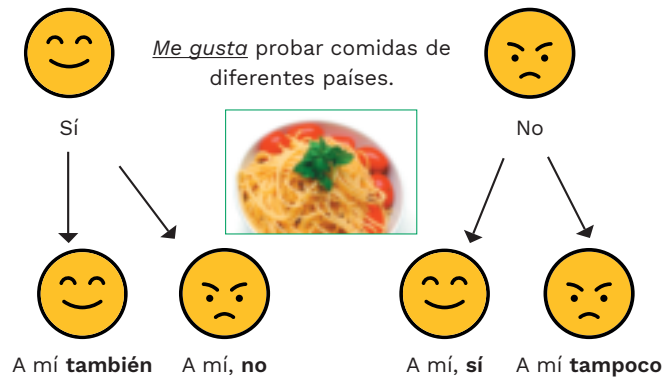 Me gusta probar comidas de
diferentes países.
Sí
No
A mí también
A mí, no
A mí, sí
A mí tampoco